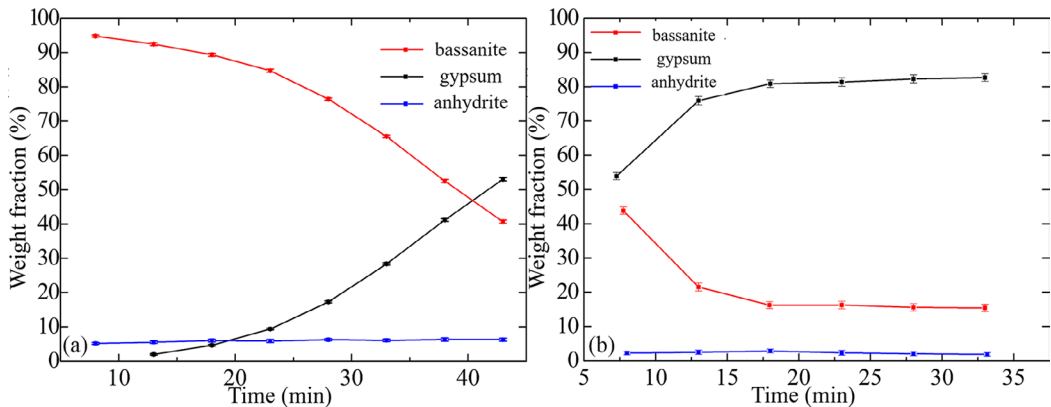 100
90
80
70
60
50
40
30
20
10
0
Weight fraction (%)
bassanite
gypsum
anhydrite
(a)
10 20 30 40
Time (min)
100
90
80
70
60
50
40
30
20
10
0
Weight fraction (%)
bassanite
gypsum
anhydrite
(b)
5 10 15 20 25 30 35
Time (min)